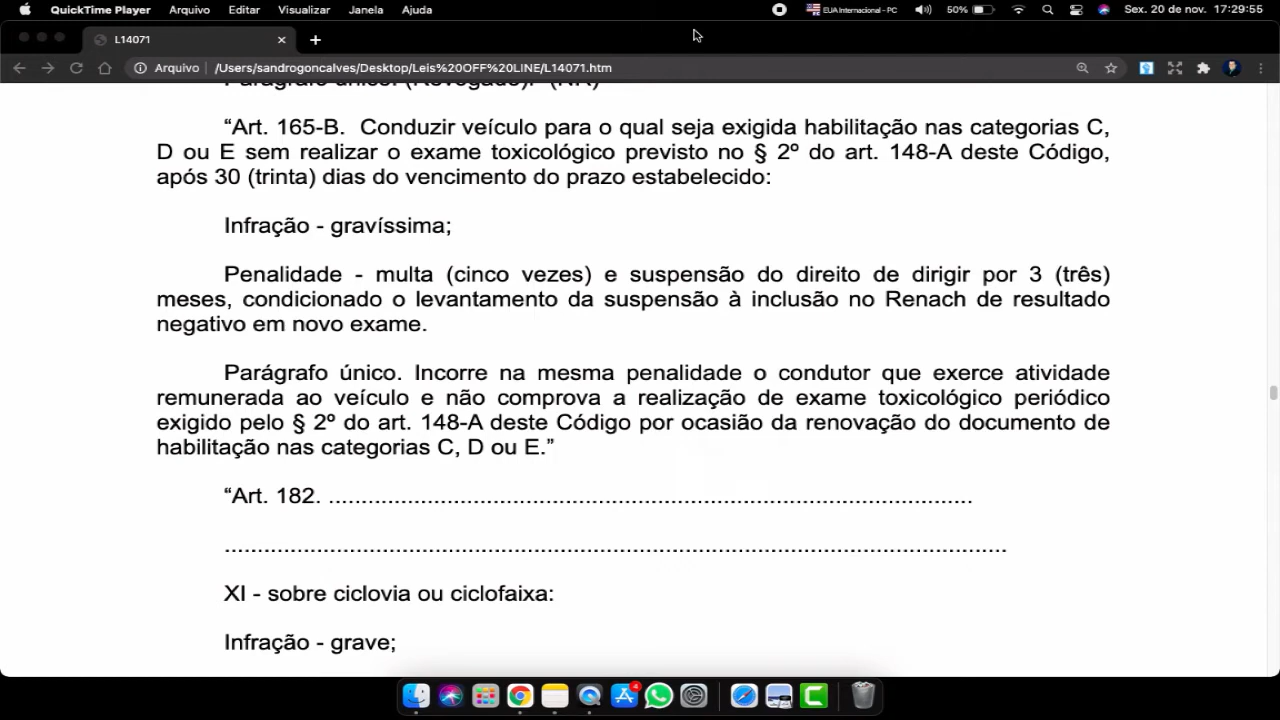 QuickTime Player Arquivo Editar Visualizar Janela Ajuda EUA Internacional - PC 50% Sex. 20 de nov. 17:29:55
L14071
Arquivo /Users/sandrogoncalves/Desktop/Leis%20OFF%20LINE/L14071.htm
Parágrafo único. (Revogado).” (NR)
“Art. 165-B. Conduzir veículo para o qual seja exigida habilitação nas categorias C,
D ou E sem realizar o exame toxicológico previsto no § 2º do art. 148-A deste Código,
após 30 (trinta) dias do vencimento do prazo estabelecido:
Infração - gravíssima;
Penalidade - multa (cinco vezes) e suspensão do direito de dirigir por 3 (três)
meses, condicionado o levantamento da suspensão à inclusão no Renach de resultado
negativo em novo exame.
Parágrafo único. Incorre na mesma penalidade o condutor que exerce atividade
remunerada ao veículo e não comprova a realização de exame toxicológico periódico
exigido pelo § 2º do art. 148-A deste Código por ocasião da renovação do documento de
habilitação nas categorias C, D ou E.”
“Art. 182. ..................................................................................................
.......................................................................................................................
XI - sobre ciclovia ou ciclofaixa:
Infração - grave;
4